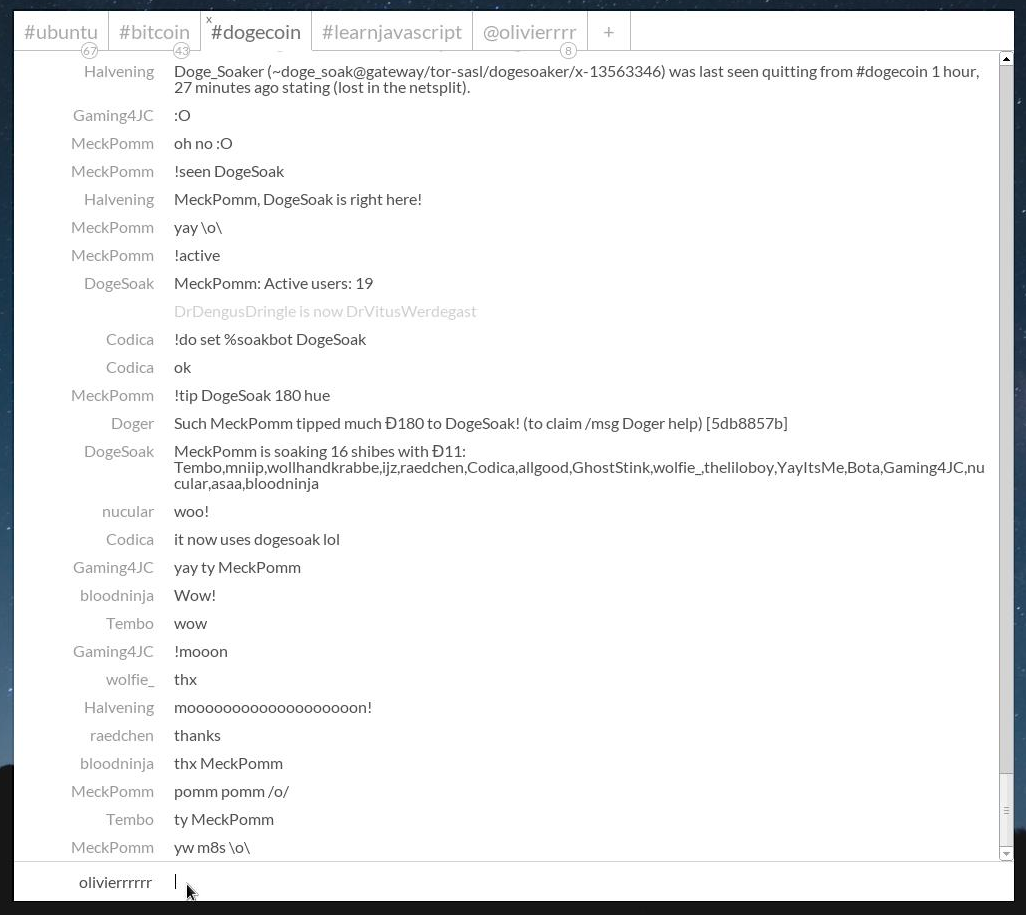 #ubuntu 67 #bitcoin 43 x #dogecoin #learnjavascript @olivierrrr 8 +
Halvening Doge_Soaker (~doge_soak@gateway/tor-sasl/dogesoaker/x-13563346) was last seen quitting from #dogecoin 1 hour,
27 minutes ago stating (lost in the netsplit).
Gaming4JC :O
MeckPomm oh no :O
MeckPomm !seen DogeSoak
Halvening MeckPomm, DogeSoak is right here!
MeckPomm yay \o\
MeckPomm !active
DogeSoak MeckPomm: Active users: 19
DrDengusDringle is now DrVitusWerdegast
Codica !do set %soakbot DogeSoak
Codica ok
MeckPomm !tip DogeSoak 180 hue
Doger Such MeckPomm tipped much Ð180 to DogeSoak! (to claim /msg Doger help) [5db8857b]
DogeSoak MeckPomm is soaking 16 shibes with Ð11:
Tembo,mniip,wollhandkrabbe,ijz,raedchen,Codica,allgood,GhostStink,wolfie_,theliloboy,YayItsMe,Bota,Gaming4JC,nu
cular,asaa,bloodninja
nucular woo!
Codica it now uses dogesoak lol
Gaming4JC yay ty MeckPomm
bloodninja Wow!
Tembo wow
Gaming4JC !mooon
wolfie_ thx
Halvening moooooooooooooooooooon!
raedchen thanks
bloodninja thx MeckPomm
MeckPomm pomm pomm /o/
Tembo ty MeckPomm
MeckPomm yw m8s \o\
olivierrrrrr